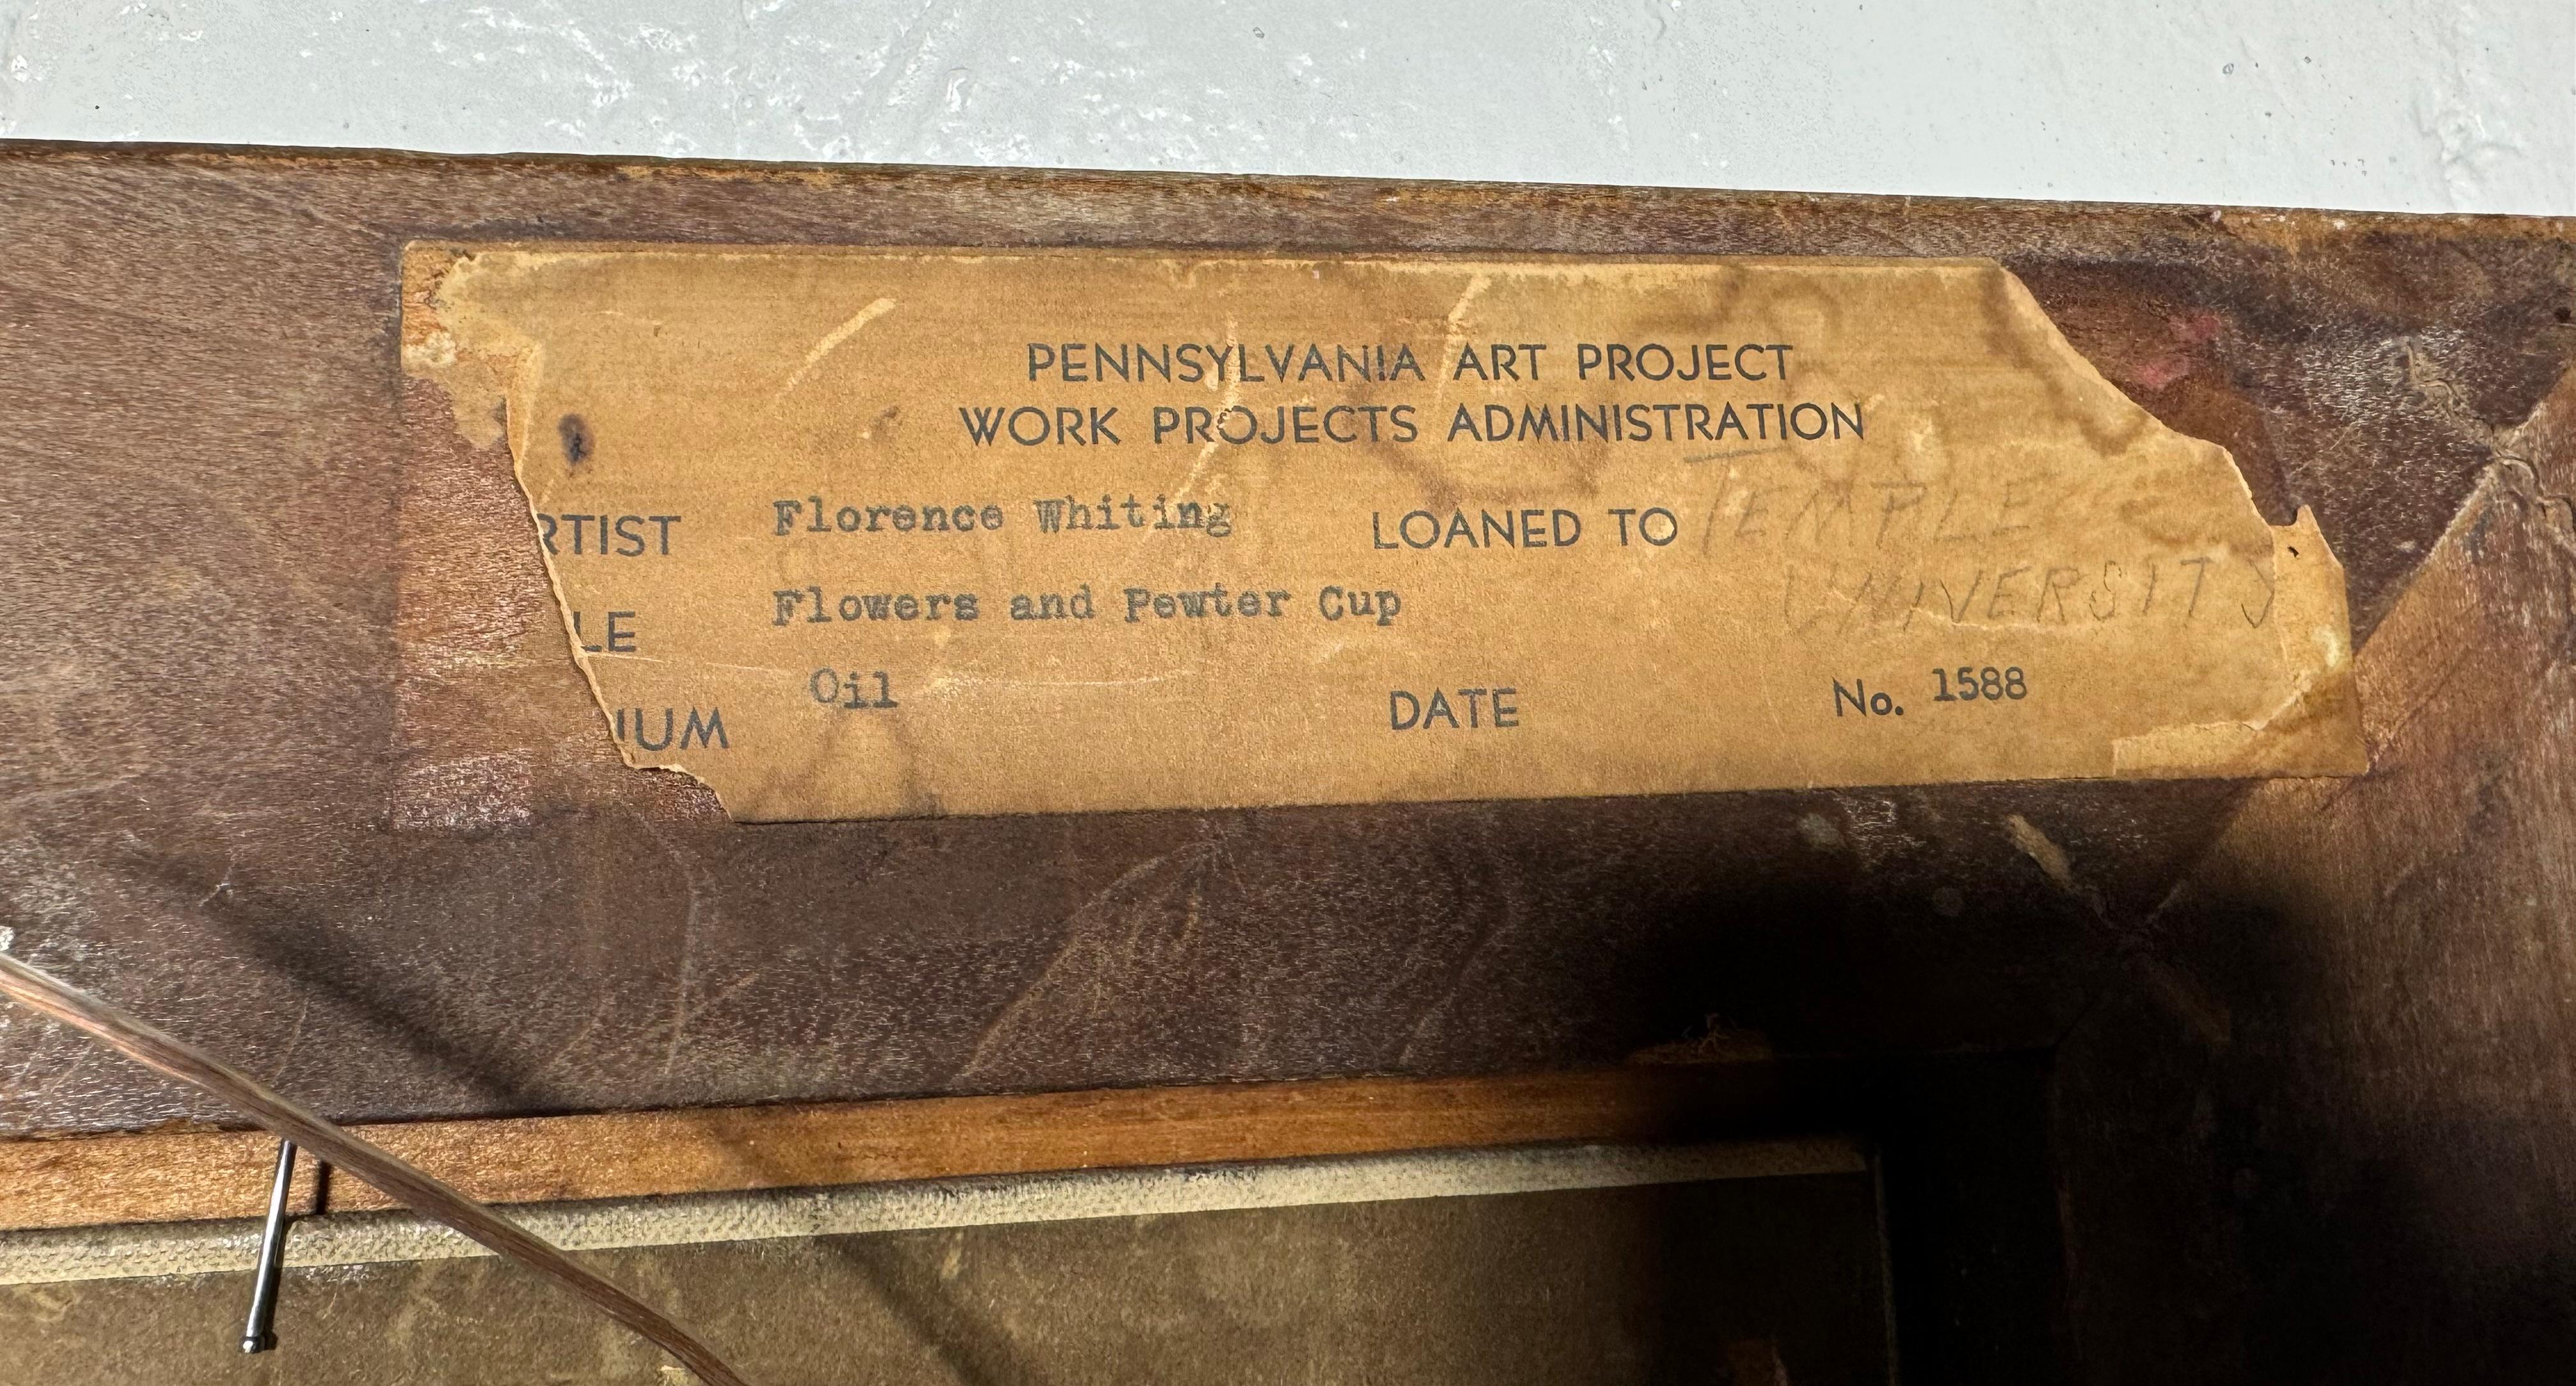 PENNSYLVANIA ART PROJECT
WORK PROJECTS ADMINISTRATION
RTIST Florence Whiting LOANED TO TEMPLE
UNIVERSITY
LE Flowers and Pewter Cup
IUM Oil DATE No. 1588